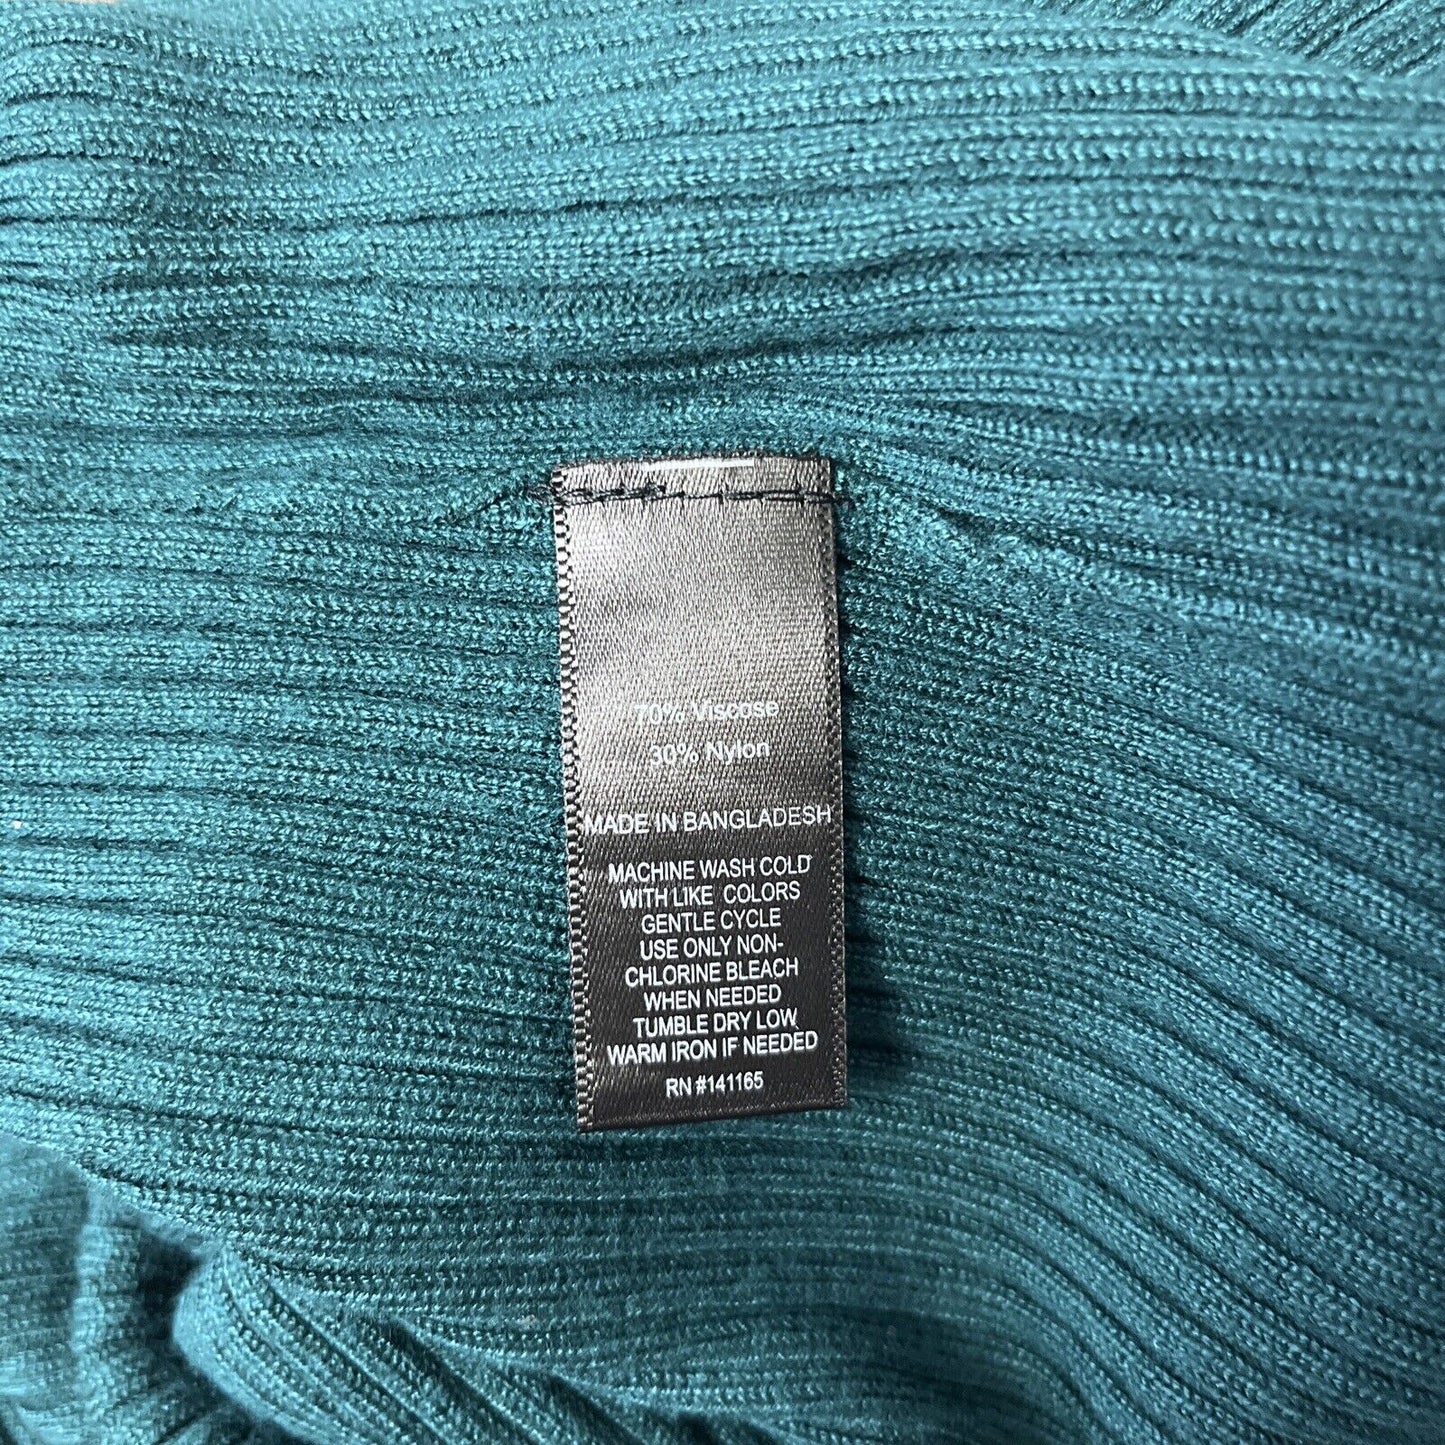 70% Viscose
30% Nylon
MADE IN BANGLADESH
MACHINE WASH COLD
WITH LIKE COLORS
GENTLE CYCLE
USE ONLY NON-
CHLORINE BLEACH
WHEN NEEDED
TUMBLE DRY LOW
WARM IRON IF NEEDED
RN #141165